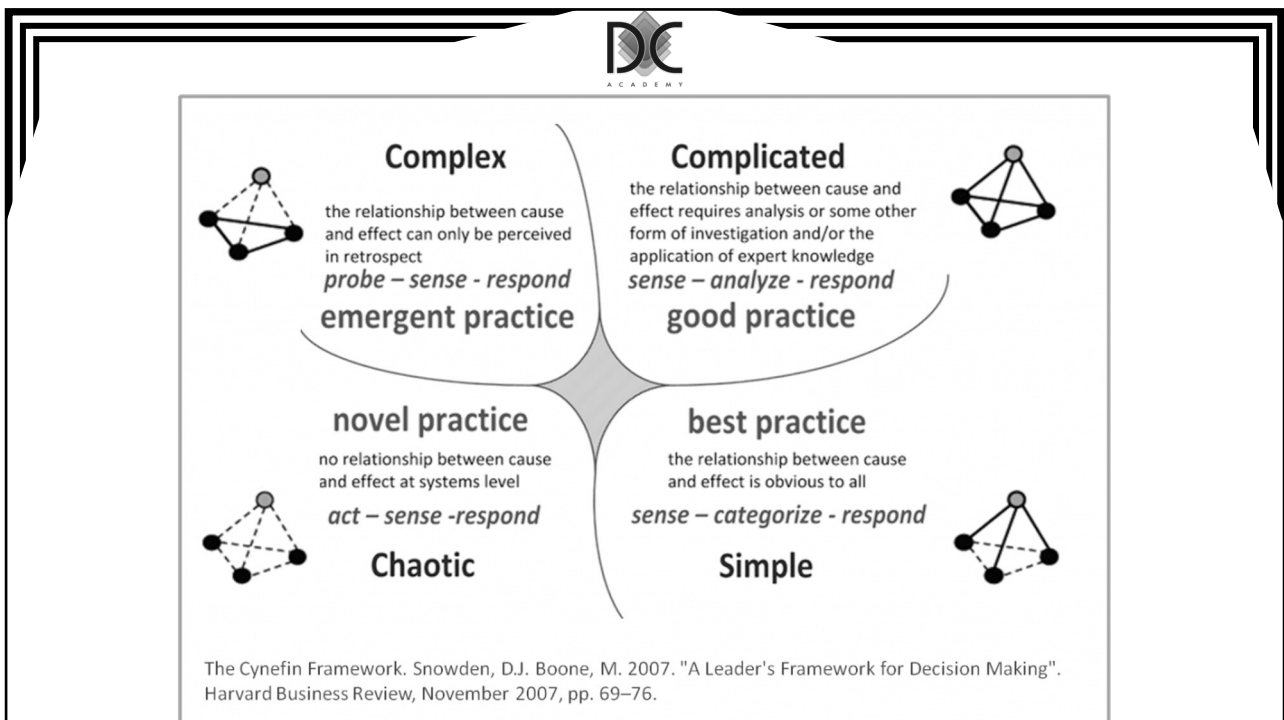 DC
ACADEMY
Complex
the relationship between cause
and effect can only be perceived
in retrospect
probe – sense - respond
emergent practice
Complicated
the relationship between cause and
effect requires analysis or some other
form of investigation and/or the
application of expert knowledge
sense – analyze - respond
good practice
novel practice
no relationship between cause
and effect at systems level
act – sense -respond
Chaotic
best practice
the relationship between cause
and effect is obvious to all
sense – categorize - respond
Simple
The Cynefin Framework. Snowden, D.J. Boone, M. 2007. "A Leader's Framework for Decision Making".
Harvard Business Review, November 2007, pp. 69–76.